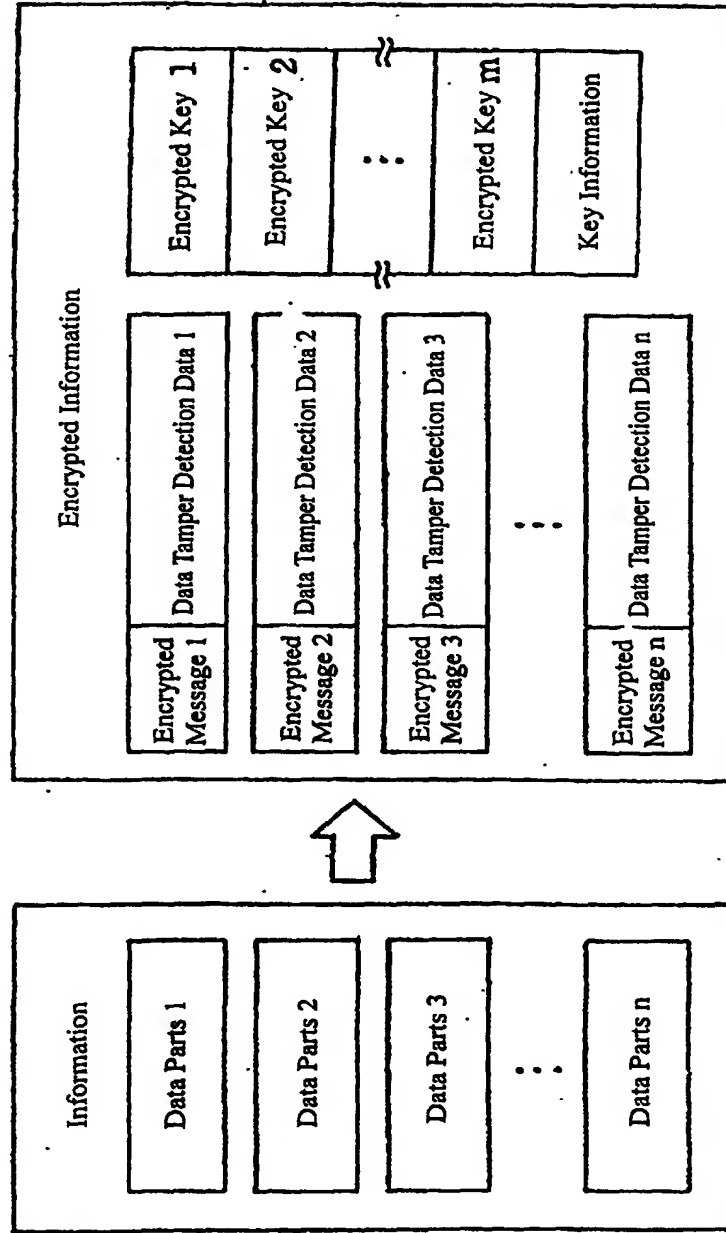 Information
Data Parts 1
Data Parts 2
Data Parts 3
Data Parts n
Encrypted Information
Encrypted
Message 1
Data Tamper Detection Data 1
Encrypted
Message 2
Data Tamper Detection Data 2
Encrypted
Message 3
Data Tamper Detection Data 3
Encrypted
Message n
Data Tamper Detection Data n
Encrypted Key 1
Encrypted Key 2
Encrypted Key m
Key Information